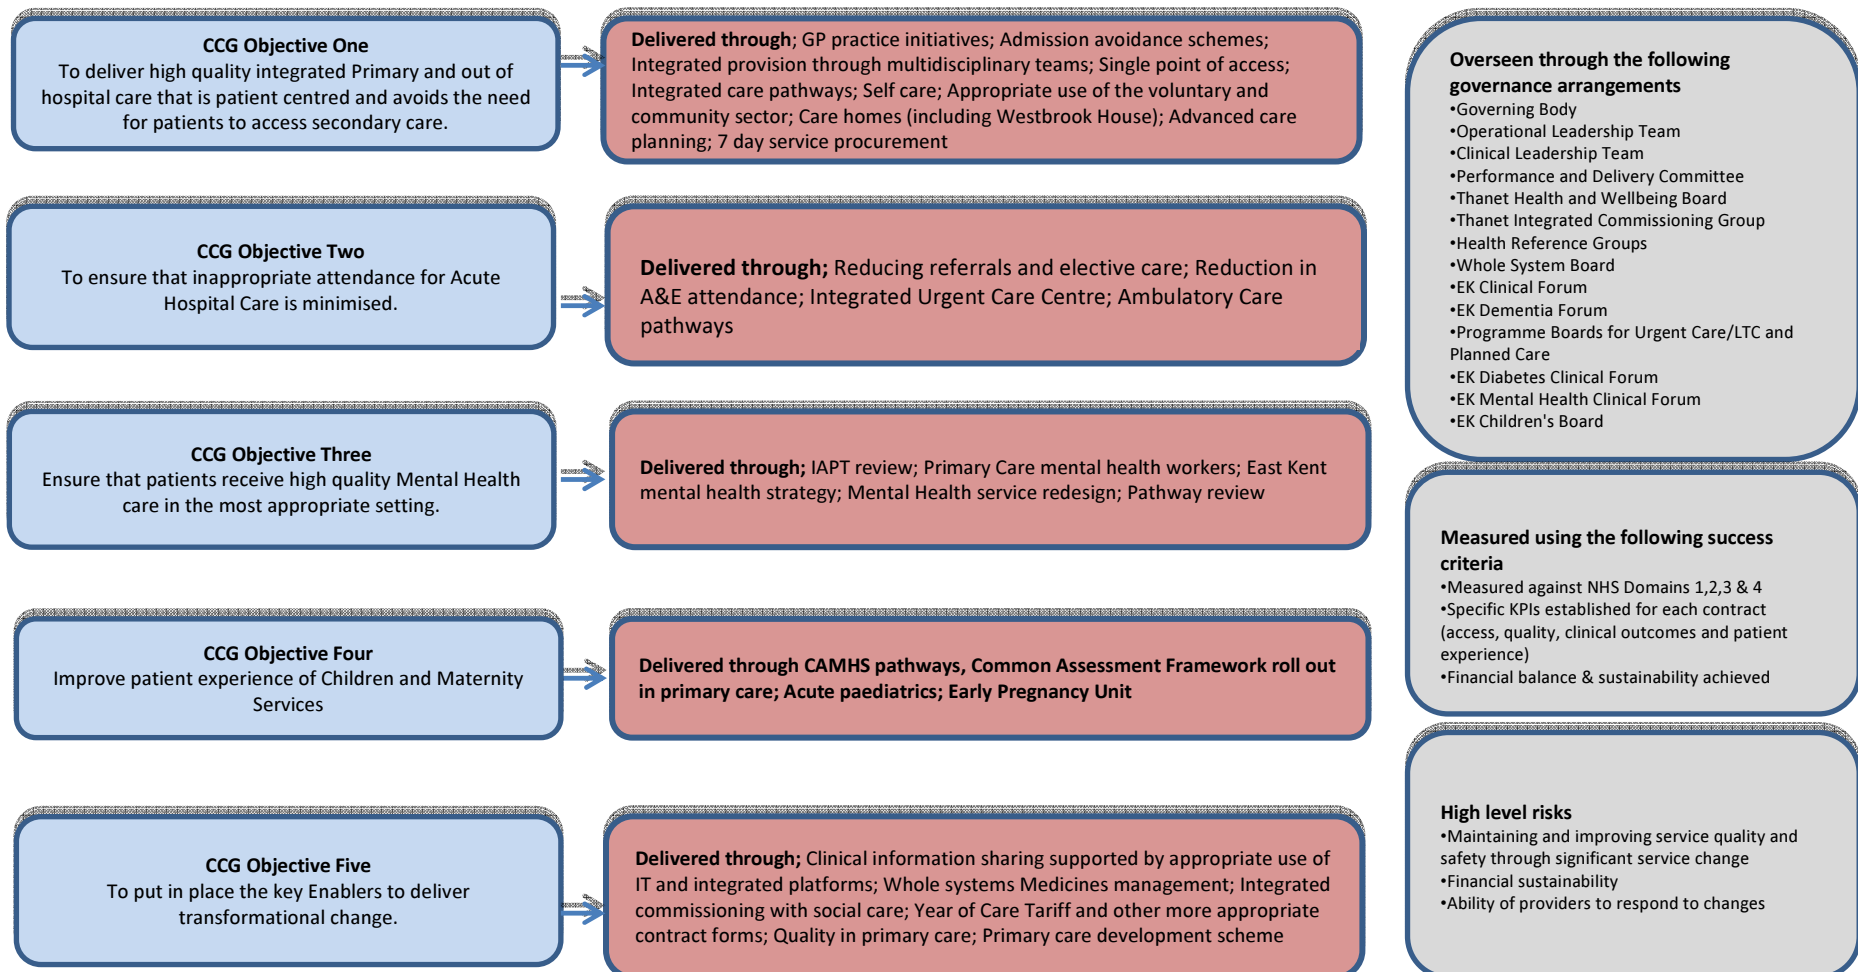 CCG Objective One
To deliver high quality integrated Primary and out of
hospital care that is patient centred and avoids the need
for patients to access secondary care.
Delivered through; GP practice initiatives; Admission avoidance schemes;
Integrated provision through multidisciplinary teams; Single point of access;
Integrated care pathways; Self care; Appropriate use of the voluntary and
community sector; Care homes (including Westbrook House); Advanced care
planning; 7 day service procurement
CCG Objective Two
To ensure that inappropriate attendance for Acute
Hospital Care is minimised.
Delivered through; Reducing referrals and elective care; Reduction in
A&E attendance; Integrated Urgent Care Centre; Ambulatory Care
pathways
CCG Objective Three
Ensure that patients receive high quality Mental Health
care in the most appropriate setting.
Delivered through; IAPT review; Primary Care mental health workers; East Kent
mental health strategy; Mental Health service redesign; Pathway review
CCG Objective Four
Improve patient experience of Children and Maternity
Services
Delivered through CAMHS pathways, Common Assessment Framework roll out
in primary care; Acute paediatrics; Early Pregnancy Unit
CCG Objective Five
To put in place the key Enablers to deliver
transformational change.
Delivered through; Clinical information sharing supported by appropriate use of
IT and integrated platforms; Whole systems Medicines management; Integrated
commissioning with social care; Year of Care Tariff and other more appropriate
contract forms; Quality in primary care; Primary care development scheme
Overseen through the following
governance arrangements
•Governing Body
•Operational Leadership Team
•Clinical Leadership Team
•Performance and Delivery Committee
•Thanet Health and Wellbeing Board
•Thanet Integrated Commissioning Group
•Health Reference Groups
•Whole System Board
•EK Clinical Forum
•EK Dementia Forum
•Programme Boards for Urgent Care/LTC and
Planned Care
•EK Diabetes Clinical Forum
•EK Mental Health Clinical Forum
•EK Children's Board
Measured using the following success
criteria
•Measured against NHS Domains 1,2,3 & 4
•Specific KPIs established for each contract
(access, quality, clinical outcomes and patient
experience)
•Financial balance & sustainability achieved
High level risks
•Maintaining and improving service quality and
safety through significant service change
•Financial sustainability
•Ability of providers to respond to changes